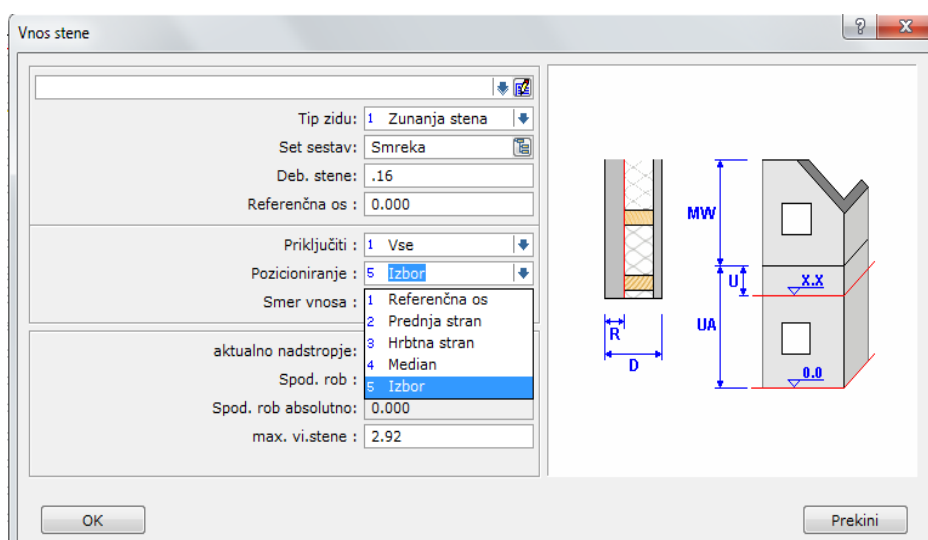 Vnos stene
Tip zidu: 1 Zunanja stena
Set sestav: Smreka
Deb. stene: .16
Referenčna os : 0.000
Priključiti : 1 Vse
Pozicioniranje : 5 Izbor
Smer vnosa :
1 Referenčna os
2 Prednja stran
3 Hrbtna stran
4 Median
5 Izbor
aktualno nadstropje:
Spod. rob :
Spod. rob absolutno: 0.000
max. vi.stene : 2.92
MW
U
X.X
UA
R
D
0.0
OK
Prekini